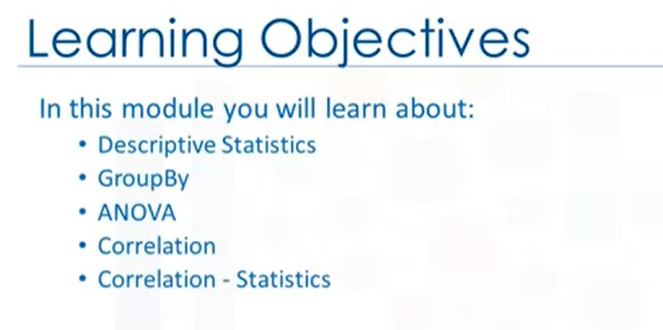 Learning Objectives
In this module you will learn about:
• Descriptive Statistics
• GroupBy
• ANOVA
• Correlation
• Correlation - Statistics